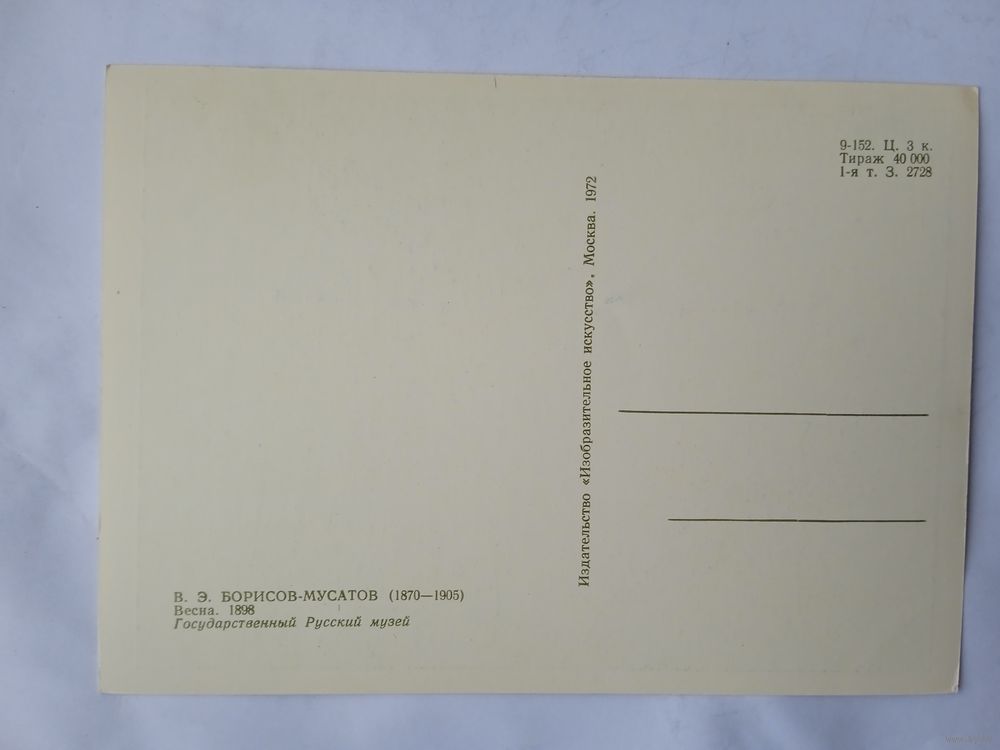 9-152. Ц. 3 к.
Тираж 40 000
1-я т. З. 2728
Издательство «Изобразительное искусство». Москва. 1972
В. Э. БОРИСОВ-МУСАТОВ (1870—1905)
Весна. 1898
Государственный Русский музей